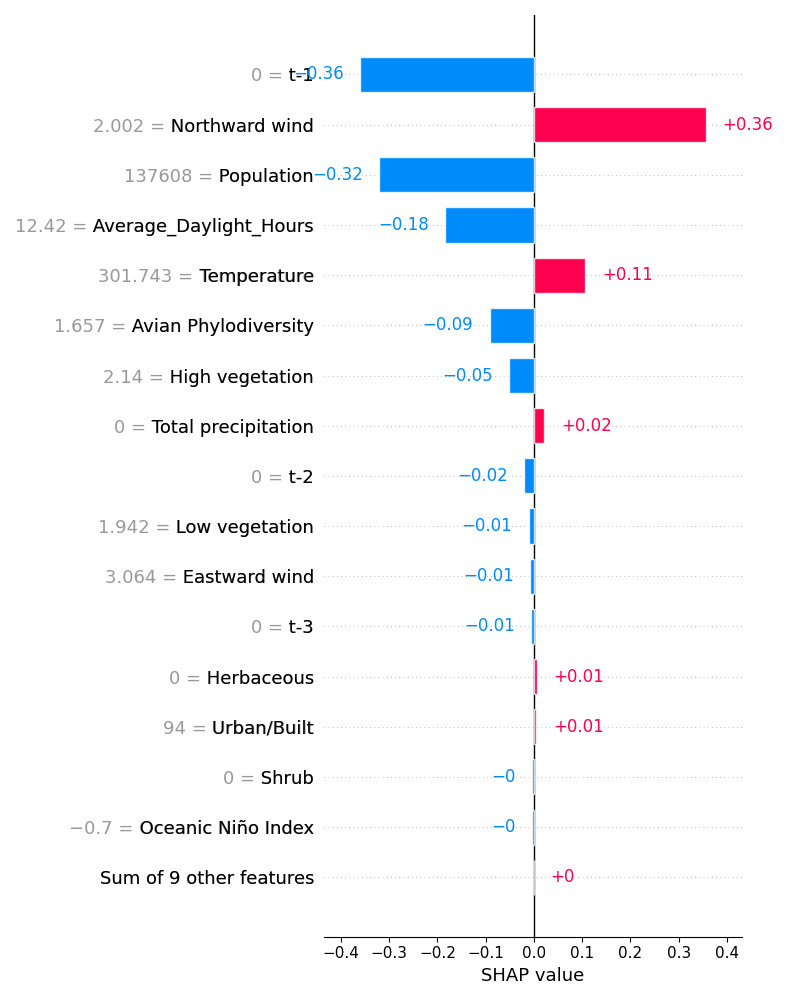 0 = t-1 −0.36
2.002 = Northward wind +0.36
137608 = Population −0.32
12.42 = Average_Daylight_Hours −0.18
301.743 = Temperature +0.11
1.657 = Avian Phylodiversity −0.09
2.14 = High vegetation −0.05
0 = Total precipitation +0.02
0 = t-2 −0.02
1.942 = Low vegetation −0.01
3.064 = Eastward wind −0.01
0 = t-3 −0.01
0 = Herbaceous +0.01
94 = Urban/Built +0.01
0 = Shrub −0
−0.7 = Oceanic Niño Index −0
Sum of 9 other features +0
−0.4 −0.3 −0.2 −0.1 0.0 0.1 0.2 0.3 0.4
SHAP value